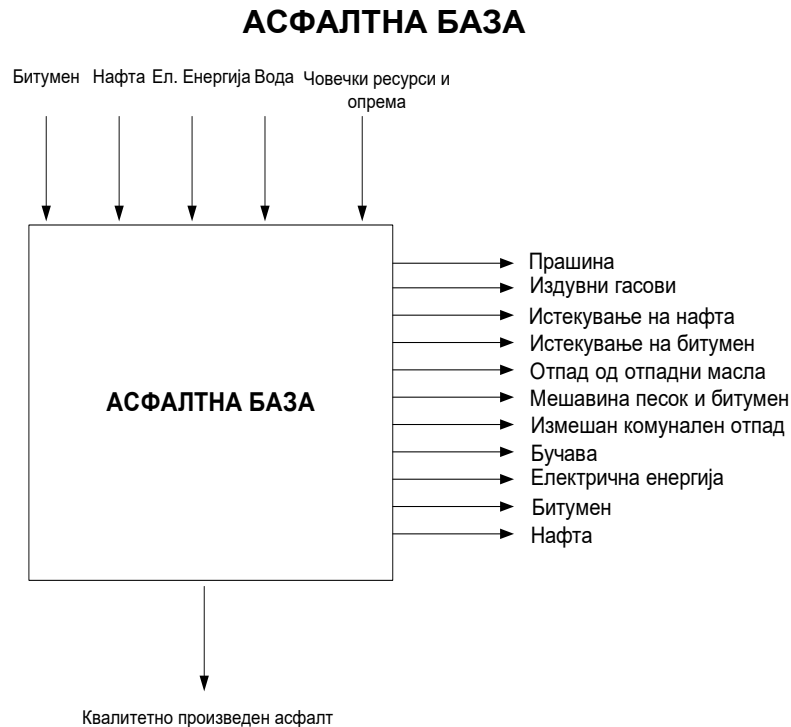 АСФАЛТНА БАЗА
Битумен Нафта Ел. Енергија Вода Човечки ресурси и
опрема
Прашина
Издувни гасови
Истекување на нафта
Истекување на битумен
Отпад од отпадни масла
АСФАЛТНА БАЗА
Мешавина песок и битумен
Измешан комунален отпад
Бучава
Електрична енергија
Битумен
Нафта
Квалитетно произведен асфалт